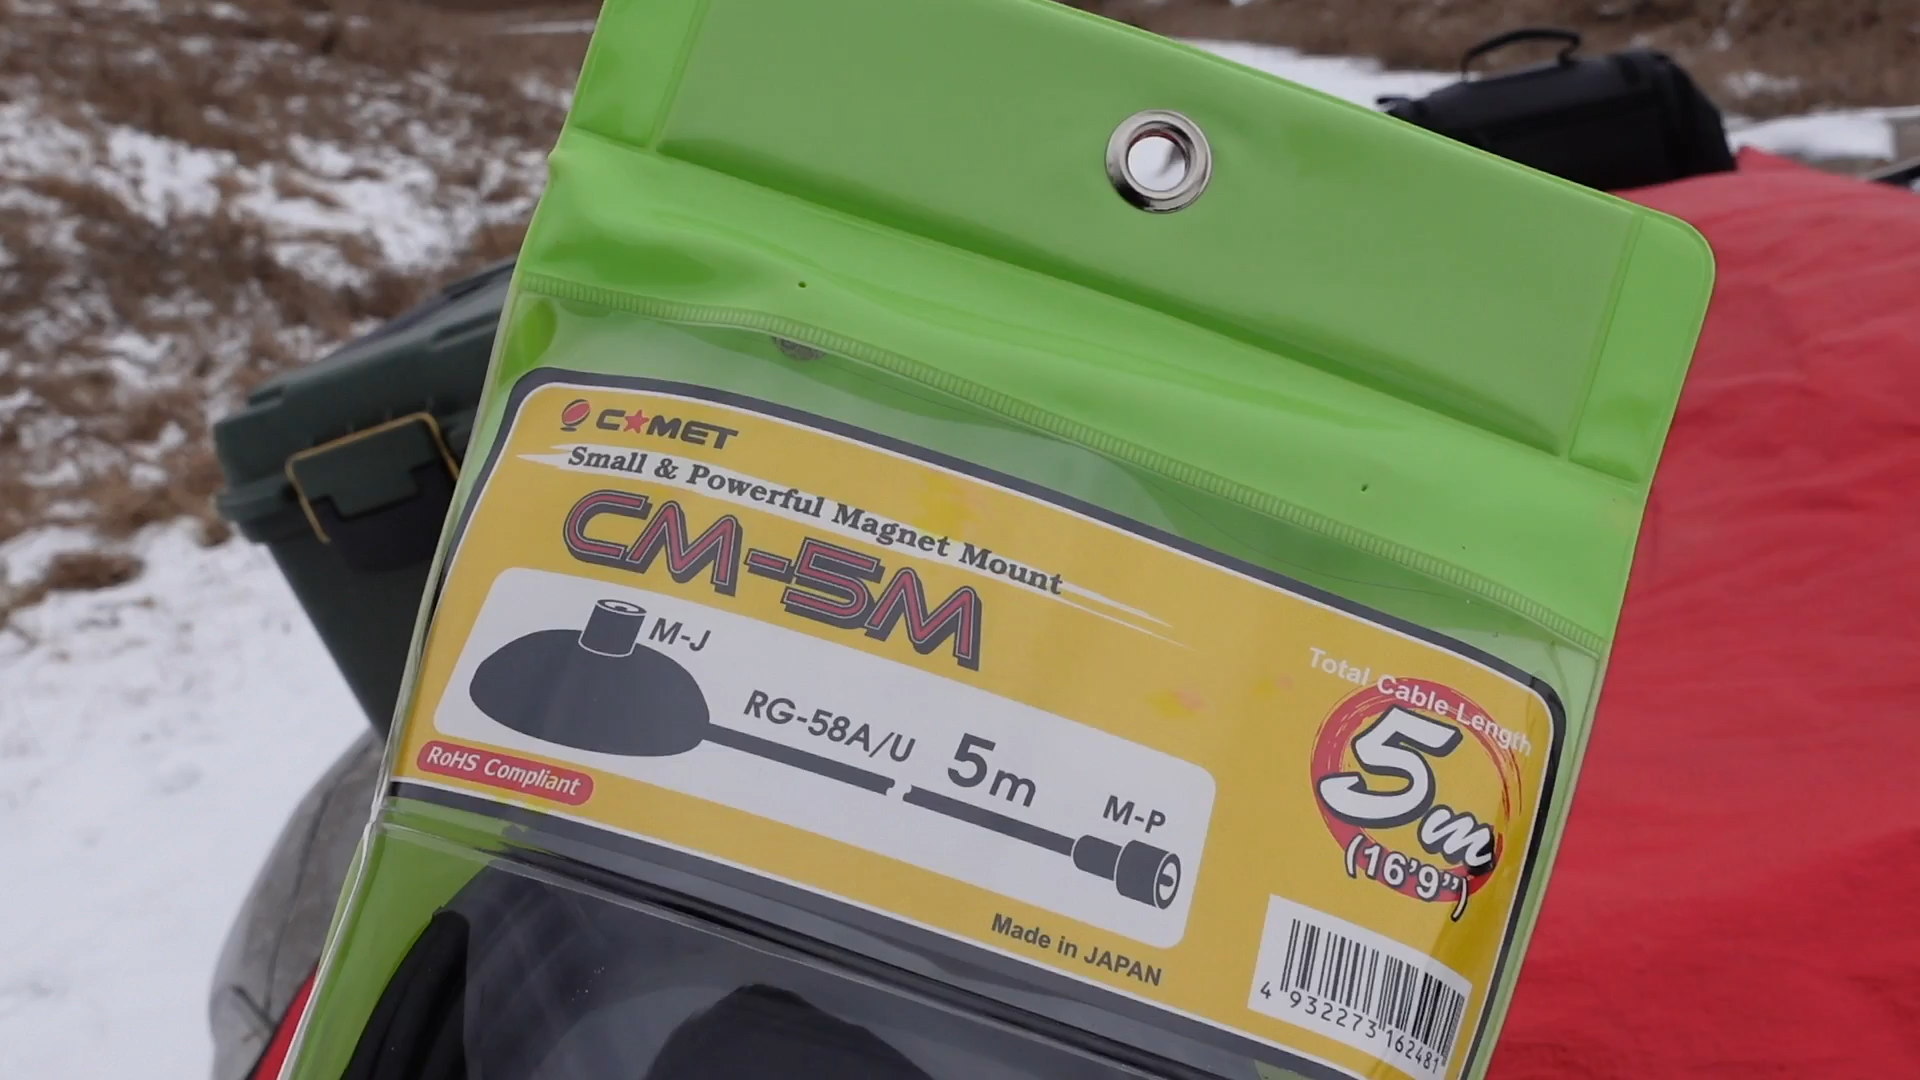 COMET
Small & Powerful Magnet Mount
CM-5M
M-J
RG-58A/U 5m
M-P
RoHS Compliant
Total Cable Length
5m
(16'9")
Made in JAPAN
4 932273 162481